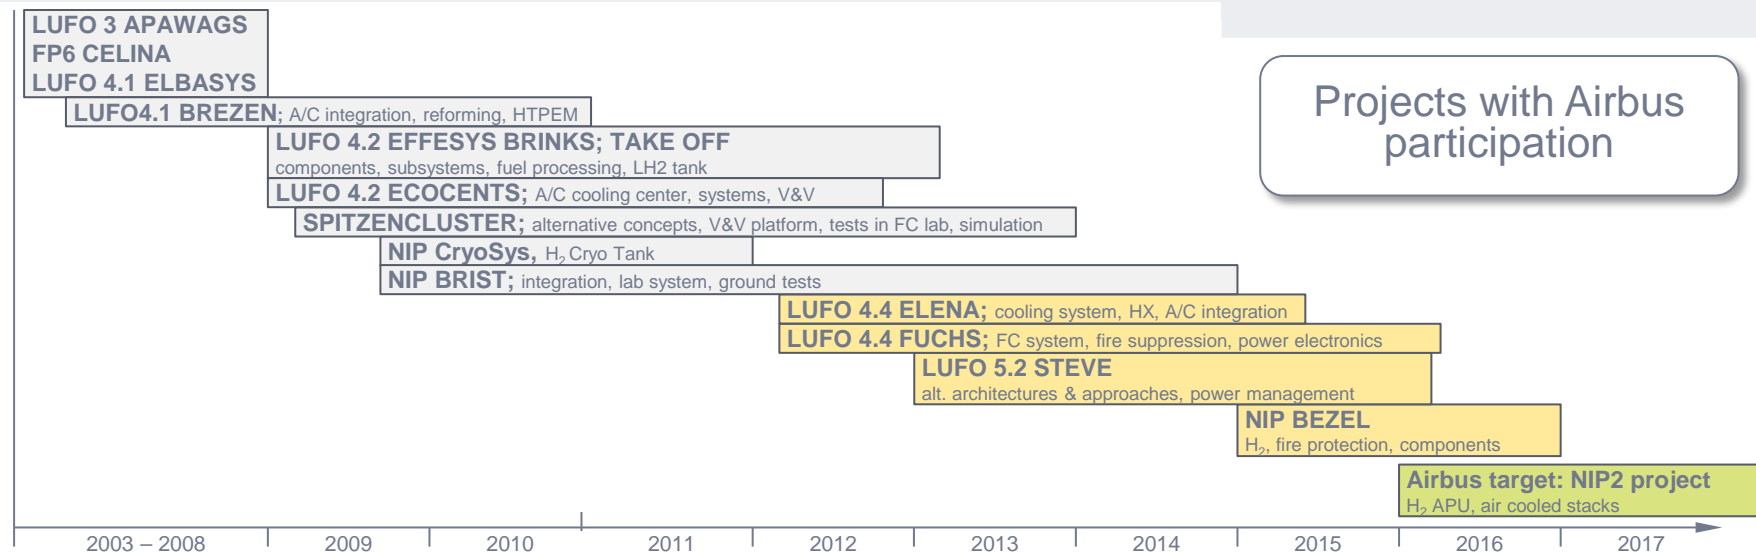 LUFO 3 APAWAGS
FP6 CELINA
LUFO 4.1 ELBASYS
LUFO4.1 BREZEN; A/C integration, reforming, HTPEM
LUFO 4.2 EFFESYS BRINKS; TAKE OFF
components, subsystems, fuel processing, LH2 tank
LUFO 4.2 ECOCENTS; A/C cooling center, systems, V&V
SPITZENCLUSTER; alternative concepts, V&V platform, tests in FC lab, simulation
NIP CryoSys, H₂ Cryo Tank
NIP BRIST; integration, lab system, ground tests
Projects with Airbus
participation
LUFO 4.4 ELENA; cooling system, HX, A/C integration
LUFO 4.4 FUCHS; FC system, fire suppression, power electronics
LUFO 5.2 STEVE
alt. architectures & approaches, power management
NIP BEZEL
H₂, fire protection, components
Airbus target: NIP2 project
H₂ APU, air cooled stacks
2003 – 2008 2009 2010 2011 2012 2013 2014 2015 2016 2017